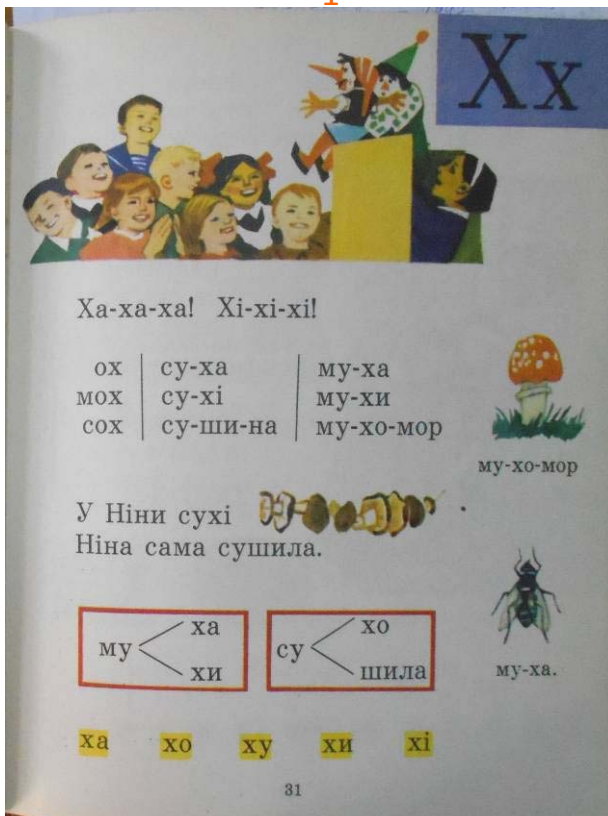 Хх
Ха-ха-ха! Хі-хі-хі!
ох су-ха му-ха
мох су-хі му-хи
сох су-ши-на му-хо-мор
му-хо-мор
У Ніни сухі .
Ніна сама сушила.
му ха хи
су хо шила
му-ха.
ха хо ху хи хі
31